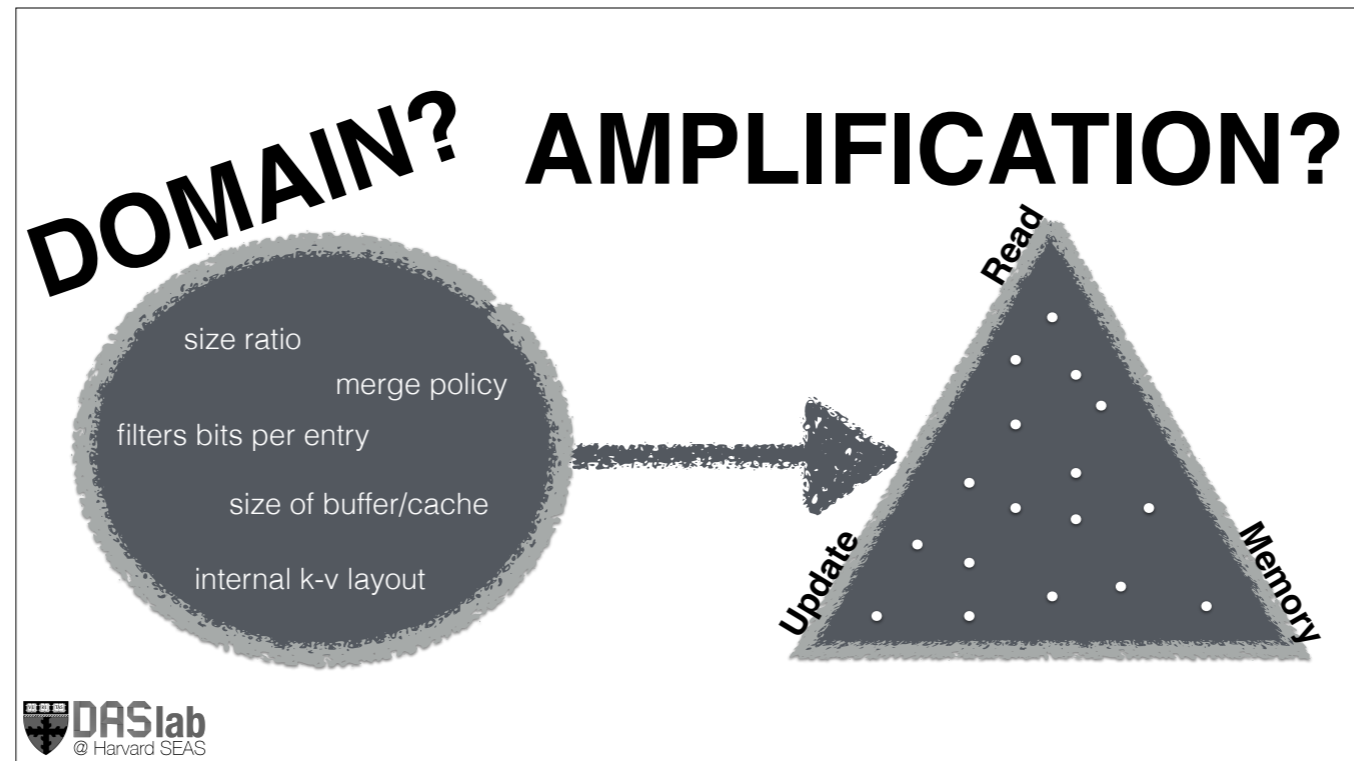 DOMAIN?
AMPLIFICATION?
size ratio
merge policy
filters bits per entry
size of buffer/cache
internal k-v layout
Read
Update
Memory
DASlab
@ Harvard SEAS